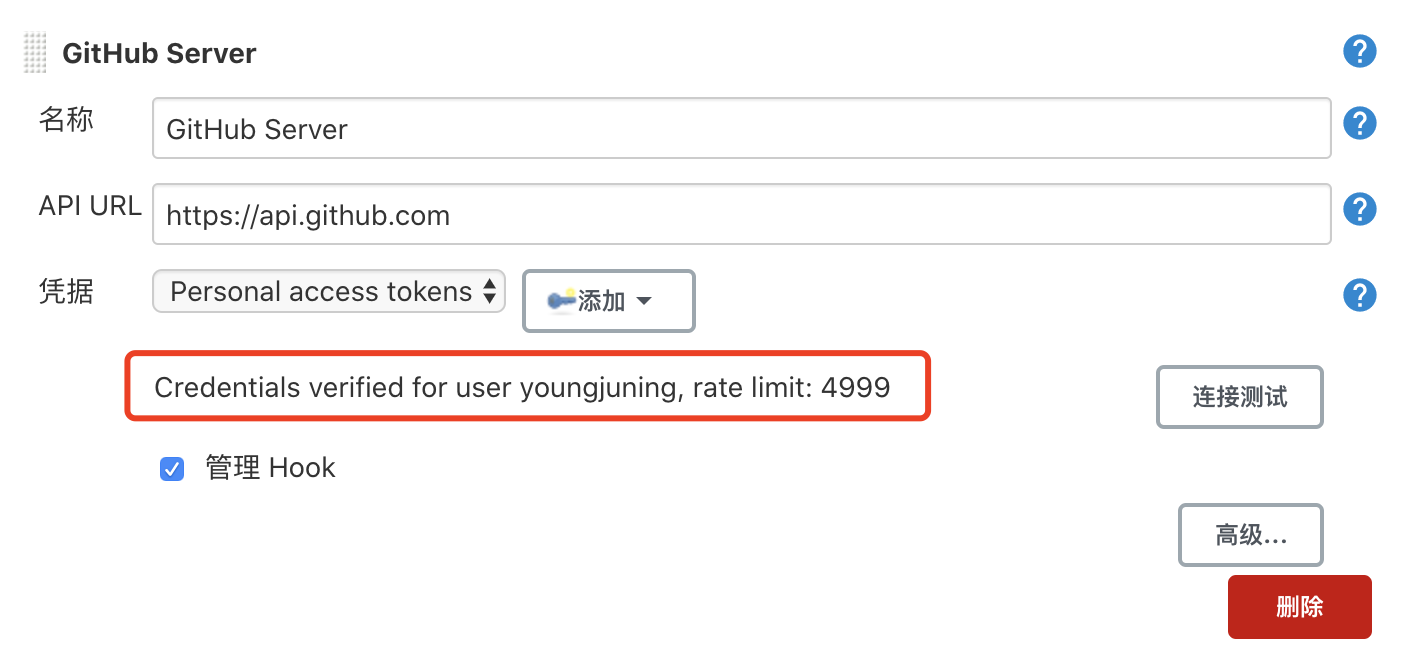 GitHub Server
?
名称
GitHub Server
?
API URL
https://api.github.com
?
凭据
Personal access tokens
添加
?
Credentials verified for user youngjuning, rate limit: 4999
连接测试
管理 Hook
高级...
删除